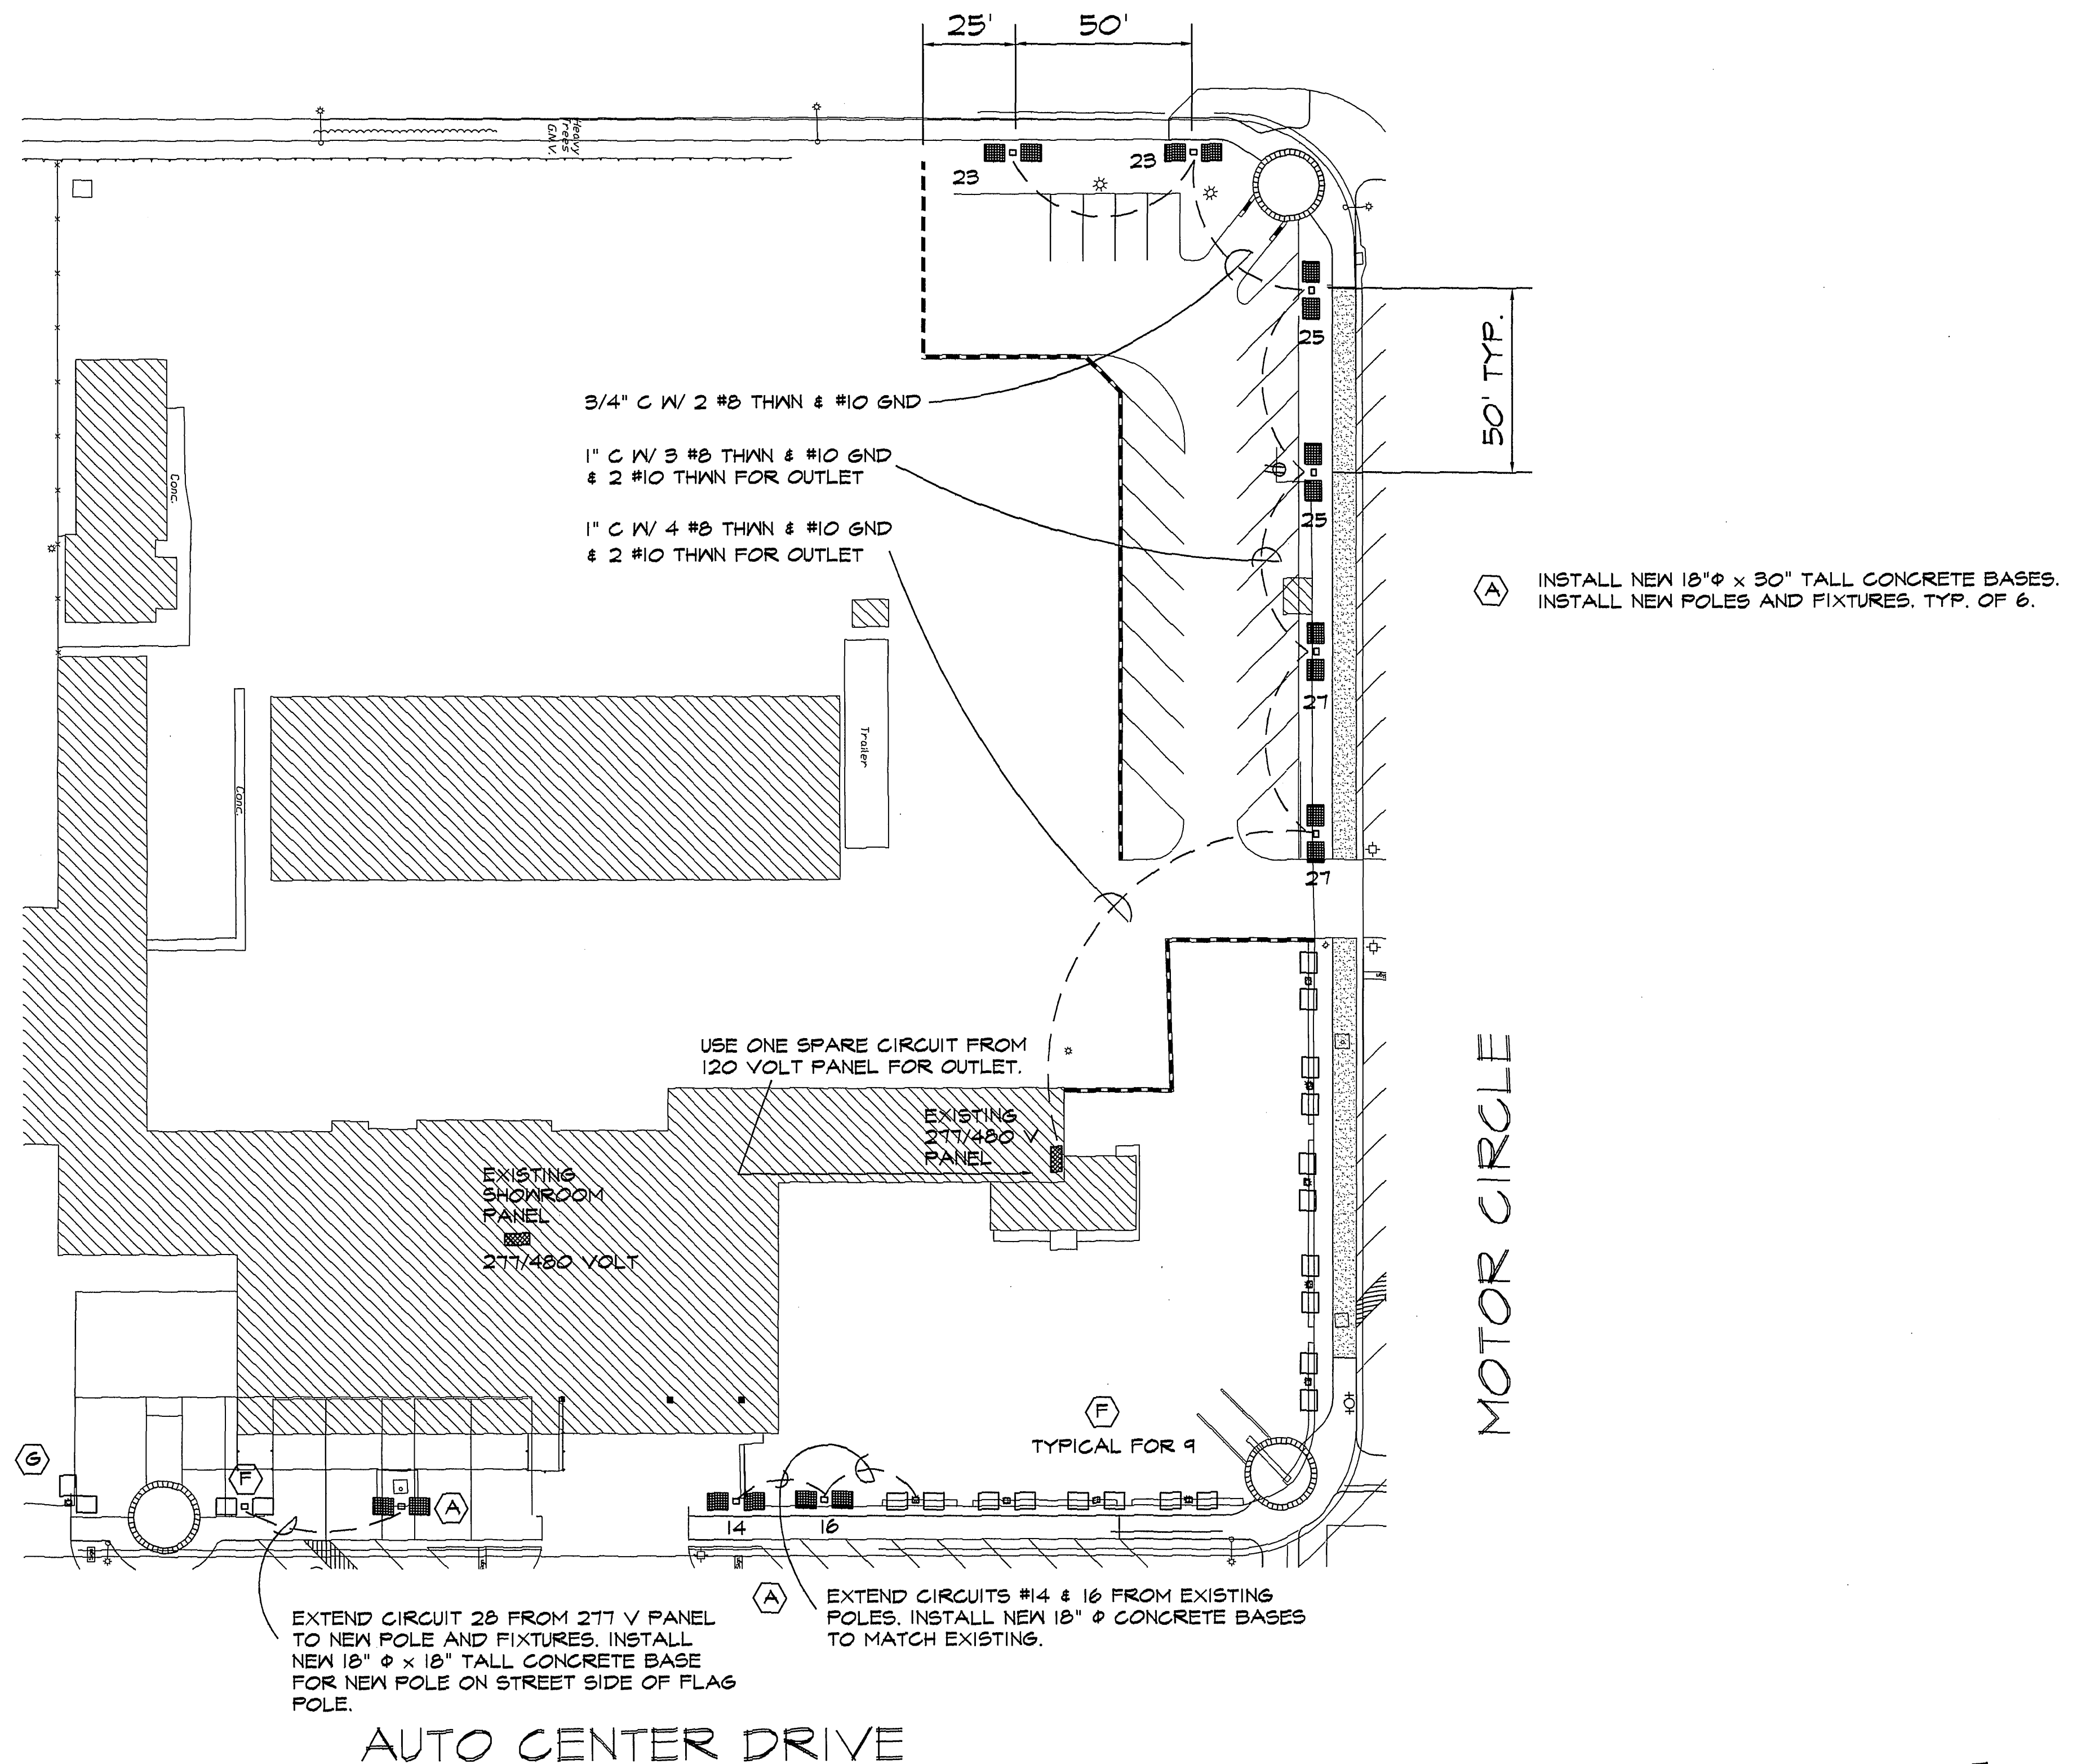 25'
50'
Heavy
Trees
G.N.V.
23
23
25
50' TYP.
3/4" C W/ 2 #8 THWN & #10 GND
1" C W/ 3 #8 THWN & #10 GND
& 2 #10 THWN FOR OUTLET
Conc.
25
1" C W/ 4 #8 THWN & #10 GND
& 2 #10 THWN FOR OUTLET
A
INSTALL NEW 18"Φ x 30" TALL CONCRETE BASES.
INSTALL NEW POLES AND FIXTURES. TYP. OF 6.
27
Trailer
Conc.
27
USE ONE SPARE CIRCUIT FROM
120 VOLT PANEL FOR OUTLET.
EXISTING
277/480 V
PANEL
EXISTING
SHOWROOM
PANEL
277/480 VOLT
MOTOR CIRCLE
F
TYPICAL FOR 9
G
F
A
14
16
A
EXTEND CIRCUITS #14 & 16 FROM EXISTING
POLES. INSTALL NEW 18" Φ CONCRETE BASES
TO MATCH EXISTING.
EXTEND CIRCUIT 28 FROM 277 V PANEL
TO NEW POLE AND FIXTURES. INSTALL
NEW 18" Φ x 18" TALL CONCRETE BASE
FOR NEW POLE ON STREET SIDE OF FLAG
POLE.
AUTO CENTER DRIVE